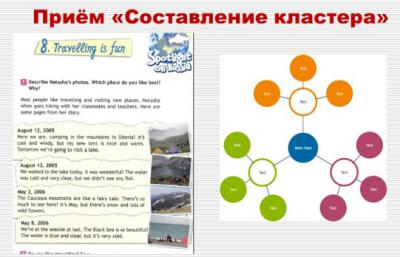 Приём «Составление кластера»
8. Travelling is fun
Spotlight
on Russia
1 Describe Natasha's photos. Which place do you like best?
Why?
Most people like travelling and visiting new places. Natasha
often goes hiking with her classmates and teachers. Here are
some pages from her diary.
August 12, 2005
Here we are, camping in the mountains in Siberia! It's
cool and windy, but my new tent is nice and warm.
Tomorrow we're going to visit a lake.
August 13, 2005
We walked to the lake today. It was wonderful! The water
was cold and very clear, but we didn't see any fish.
May 2, 2006
The Caucasus mountains are like a fairy tale. There's so
much to see here! It's May, but there's snow and lots of
wild flowers.
May 8, 2006
We're at the seaside at last. The Black Sea is so beautiful!
The water is blue and clear, but it's very cold.
Text
Text
Text
Text
Main Topic
Text
Text
Text
Text
Text
Text
Text
Text